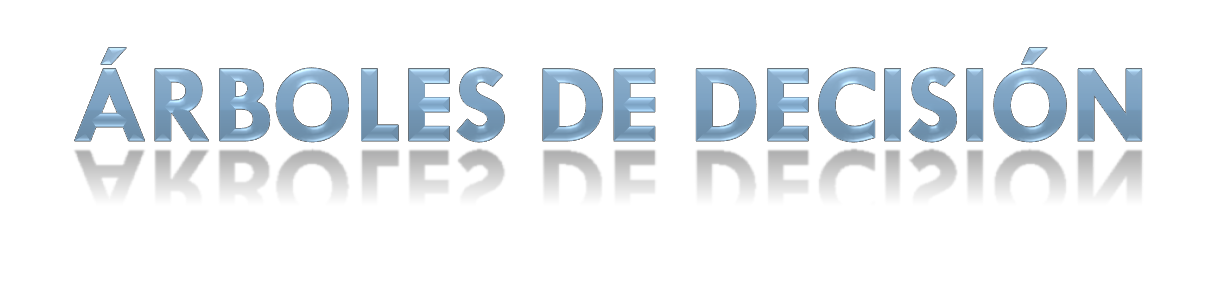 ÁRBOLES DE DECISIÓN